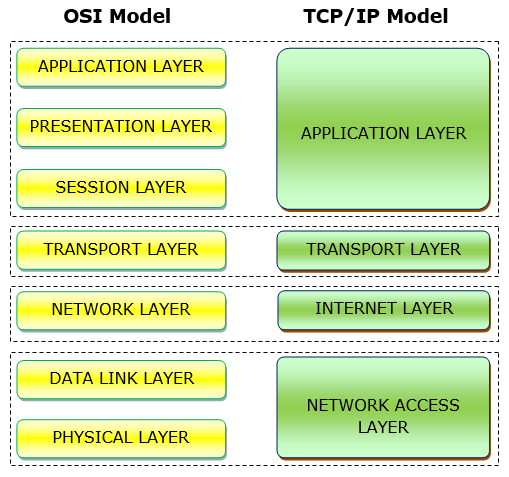 OSI Model
TCP/IP Model
APPLICATION LAYER
PRESENTATION LAYER
SESSION LAYER
APPLICATION LAYER
TRANSPORT LAYER
TRANSPORT LAYER
NETWORK LAYER
INTERNET LAYER
DATA LINK LAYER
PHYSICAL LAYER
NETWORK ACCESS
LAYER